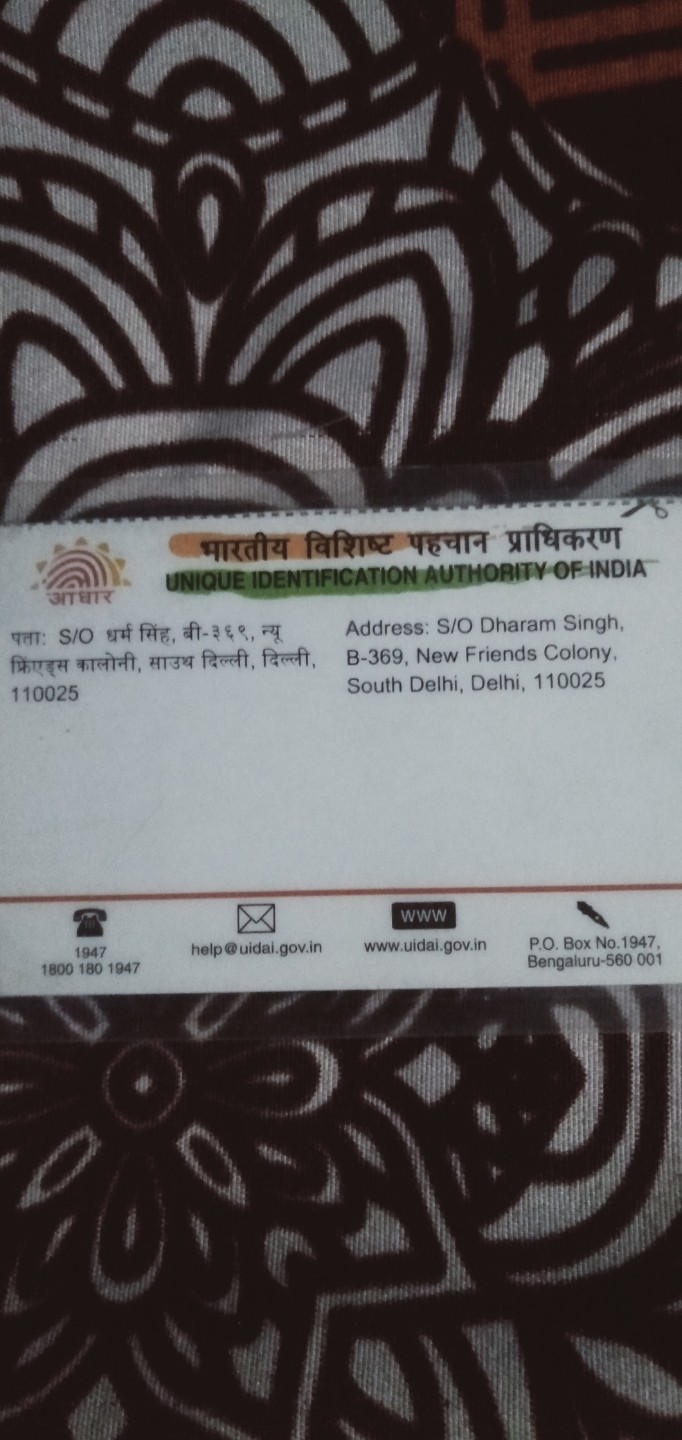 भारतीय विशिष्ट पहचान प्राधिकरण
UNIQUE IDENTIFICATION AUTHORITY OF INDIA
आधार
पता: S/O धर्म सिंह, बी-३६९, न्यू
फ्रिएड्स कालोनी, साउथ दिल्ली, दिल्ली,
110025
Address: S/O Dharam Singh,
B-369, New Friends Colony,
South Delhi, Delhi, 110025
1947
1800 180 1947
help@uidai.gov.in
www
www.uidai.gov.in
P.O. Box No.1947,
Bengaluru-560 001